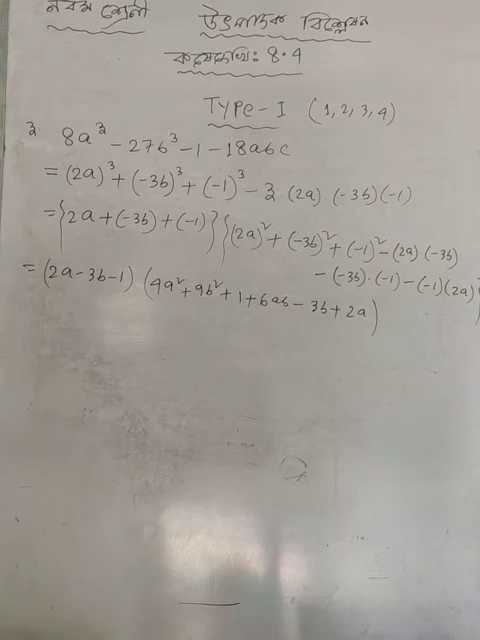 নবম শ্রেণী
উৎপাদক বিশ্লেষণ
কষে দেখি: 8.4
Type-I (1, 2, 3, 4)
3. 8a³ - 27b³ - 1 - 18abc
= (2a)³ + (-3b)³ + (-1)³ - 3.(2a).(-3b)(-1)
= {2a + (-3b) + (-1)} {(2a)² + (-3b)² + (-1)² - (2a).(-3b)
- (-3b).(-1) - (-1)(2a)}
= (2a - 3b - 1) (4a² + 9b² + 1 + 6ab - 3b + 2a)